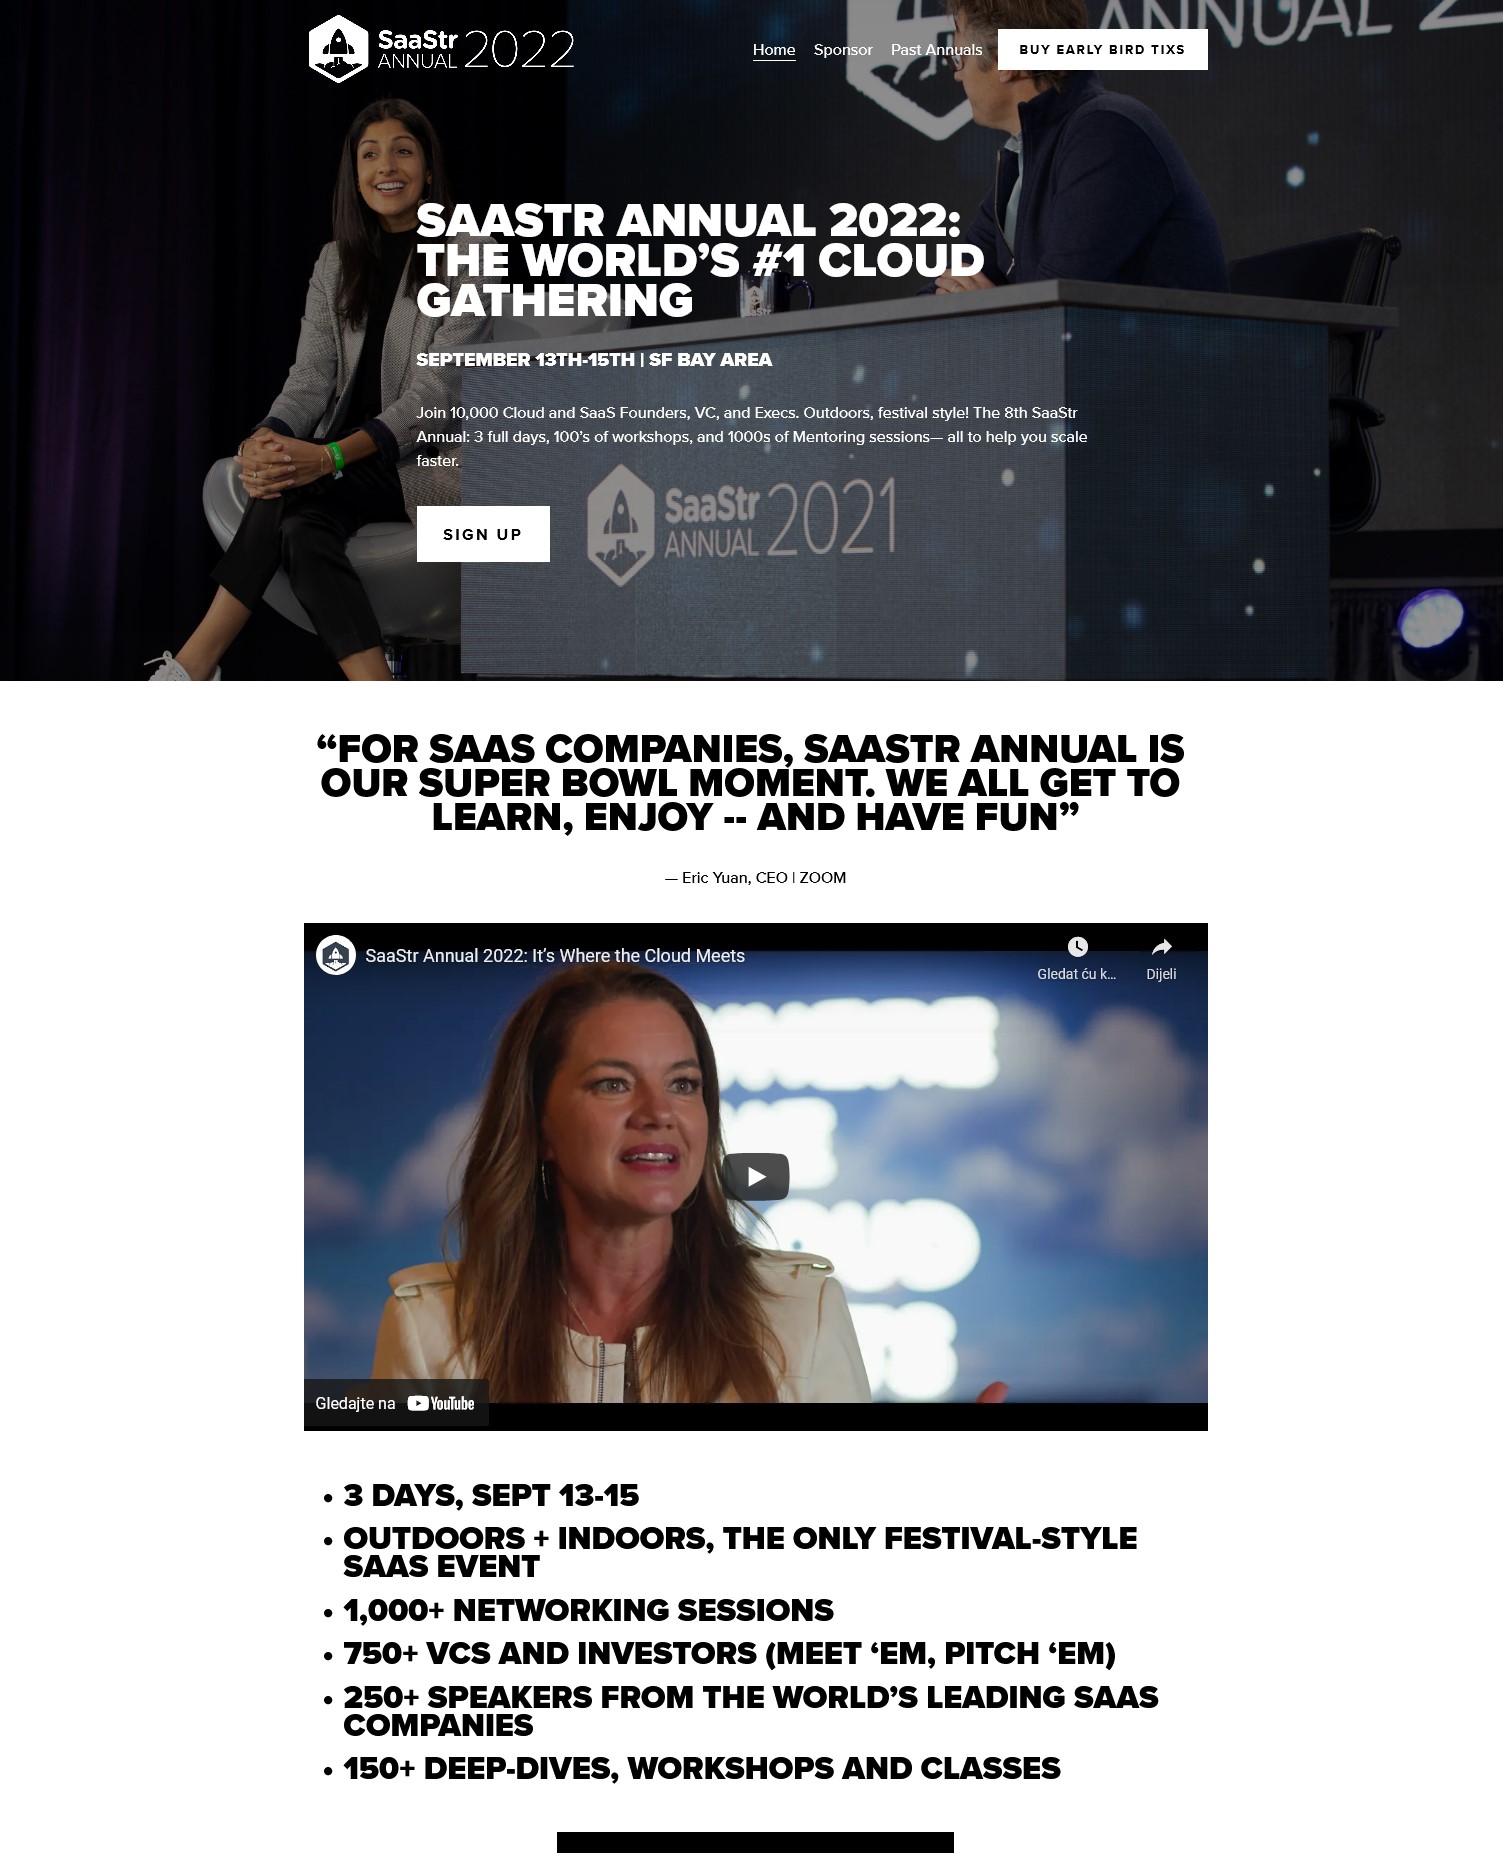 SaaStr
ANNUAL 2022
Home Sponsor Past Annuals BUY EARLY BIRD TIXS
ANNUAL 2
SAASTR ANNUAL 2022:
THE WORLD’S #1 CLOUD
GATHERING
SEPTEMBER 13TH-15TH | SF BAY AREA
Join 10,000 Cloud and SaaS Founders, VC, and Execs. Outdoors, festival style! The 8th SaaStr
Annual: 3 full days, 100’s of workshops, and 1000s of Mentoring sessions— all to help you scale
faster.
SIGN UP
SaaStr
ANNUAL 2021
“FOR SAAS COMPANIES, SAASTR ANNUAL IS
OUR SUPER BOWL MOMENT. WE ALL GET TO
LEARN, ENJOY -- AND HAVE FUN”
— Eric Yuan, CEO | ZOOM
SaaStr Annual 2022: It’s Where the Cloud Meets
Gledat ću k... Dijeli
Gledajte na YouTube
• 3 DAYS, SEPT 13-15
• OUTDOORS + INDOORS, THE ONLY FESTIVAL-STYLE
SAAS EVENT
• 1,000+ NETWORKING SESSIONS
• 750+ VCS AND INVESTORS (MEET ‘EM, PITCH ‘EM)
• 250+ SPEAKERS FROM THE WORLD’S LEADING SAAS
COMPANIES
• 150+ DEEP-DIVES, WORKSHOPS AND CLASSES